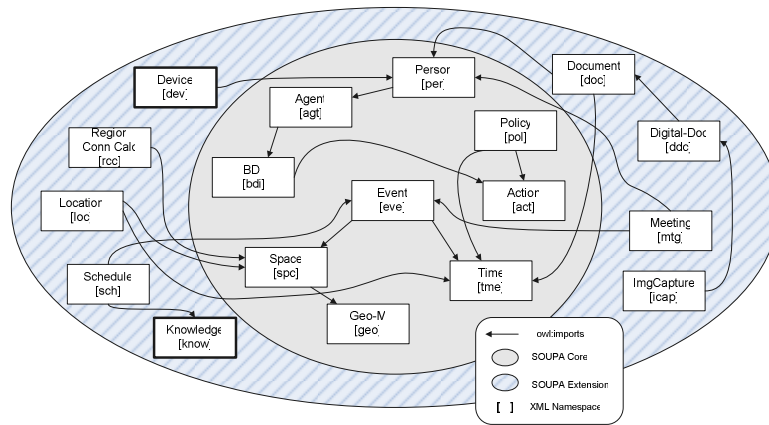 Device
[dev]
Person
[per]
Document
[doc]
Agent
[agt]
Policy
[pol]
Region
Conn Calc
[rcc]
Digital-Doc
[ddc]
BD
[bdi]
Event
[eve]
Action
[act]
Location
[loc]
Meeting
[mtg]
Space
[spc]
Time
[tme]
Schedule
[sch]
ImgCapture
[icap]
Knowledge
[know]
Geo-M
[geo]
owl:imports
SOUPA Core
SOUPA Extension
[ ] XML Namespace